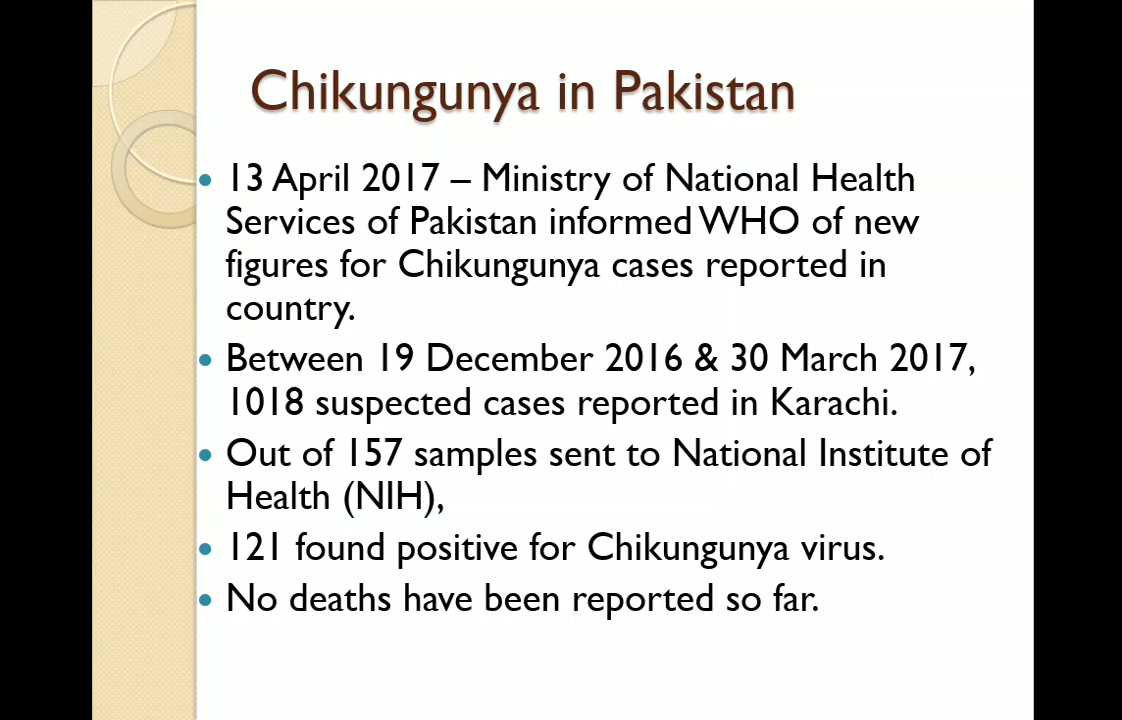 Chikungunya in Pakistan
• 13 April 2017 – Ministry of National Health
Services of Pakistan informed WHO of new
figures for Chikungunya cases reported in
country.
• Between 19 December 2016 & 30 March 2017,
1018 suspected cases reported in Karachi.
• Out of 157 samples sent to National Institute of
Health (NIH),
• 121 found positive for Chikungunya virus.
• No deaths have been reported so far.